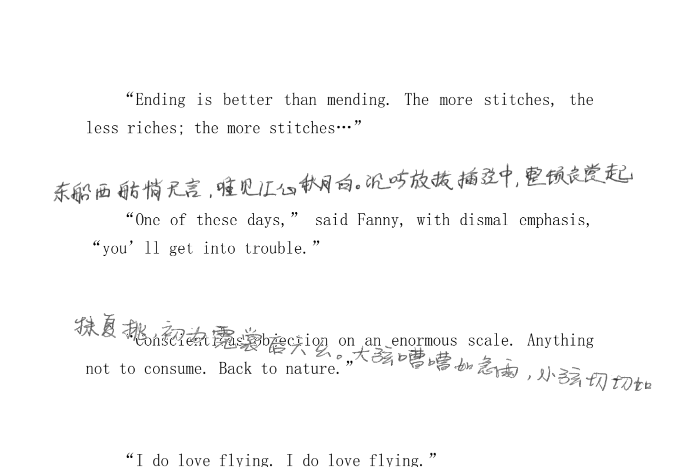 “Ending is better than mending. The more stitches, the
less riches; the more stitches…”
东船西舫悄无言,唯见江心秋月白。沉吟放拨插弦中,整顿衣裳起
“One of these days,” said Fanny, with dismal emphasis,
“you’ll get into trouble.”
抹复挑,初为霓裳后六幺。大弦嘈嘈如急雨,小弦切切如
“Conscientious objection on an enormous scale. Anything
not to consume. Back to nature.”
“I do love flying. I do love flying.”